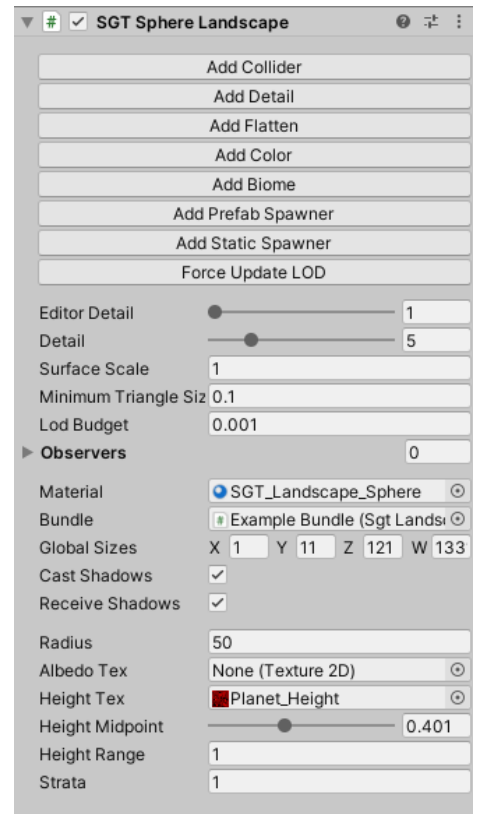 # SGT Sphere Landscape
Add Collider
Add Detail
Add Flatten
Add Color
Add Biome
Add Prefab Spawner
Add Static Spawner
Force Update LOD
Editor Detail 1
Detail 5
Surface Scale 1
Minimum Triangle Siz 0.1
Lod Budget 0.001
Observers 0
Material SGT_Landscape_Sphere
Bundle # Example Bundle (Sgt Lands
Global Sizes X 1 Y 11 Z 121 W 133
Cast Shadows
Receive Shadows
Radius 50
Albedo Tex None (Texture 2D)
Height Tex Planet_Height
Height Midpoint 0.401
Height Range 1
Strata 1